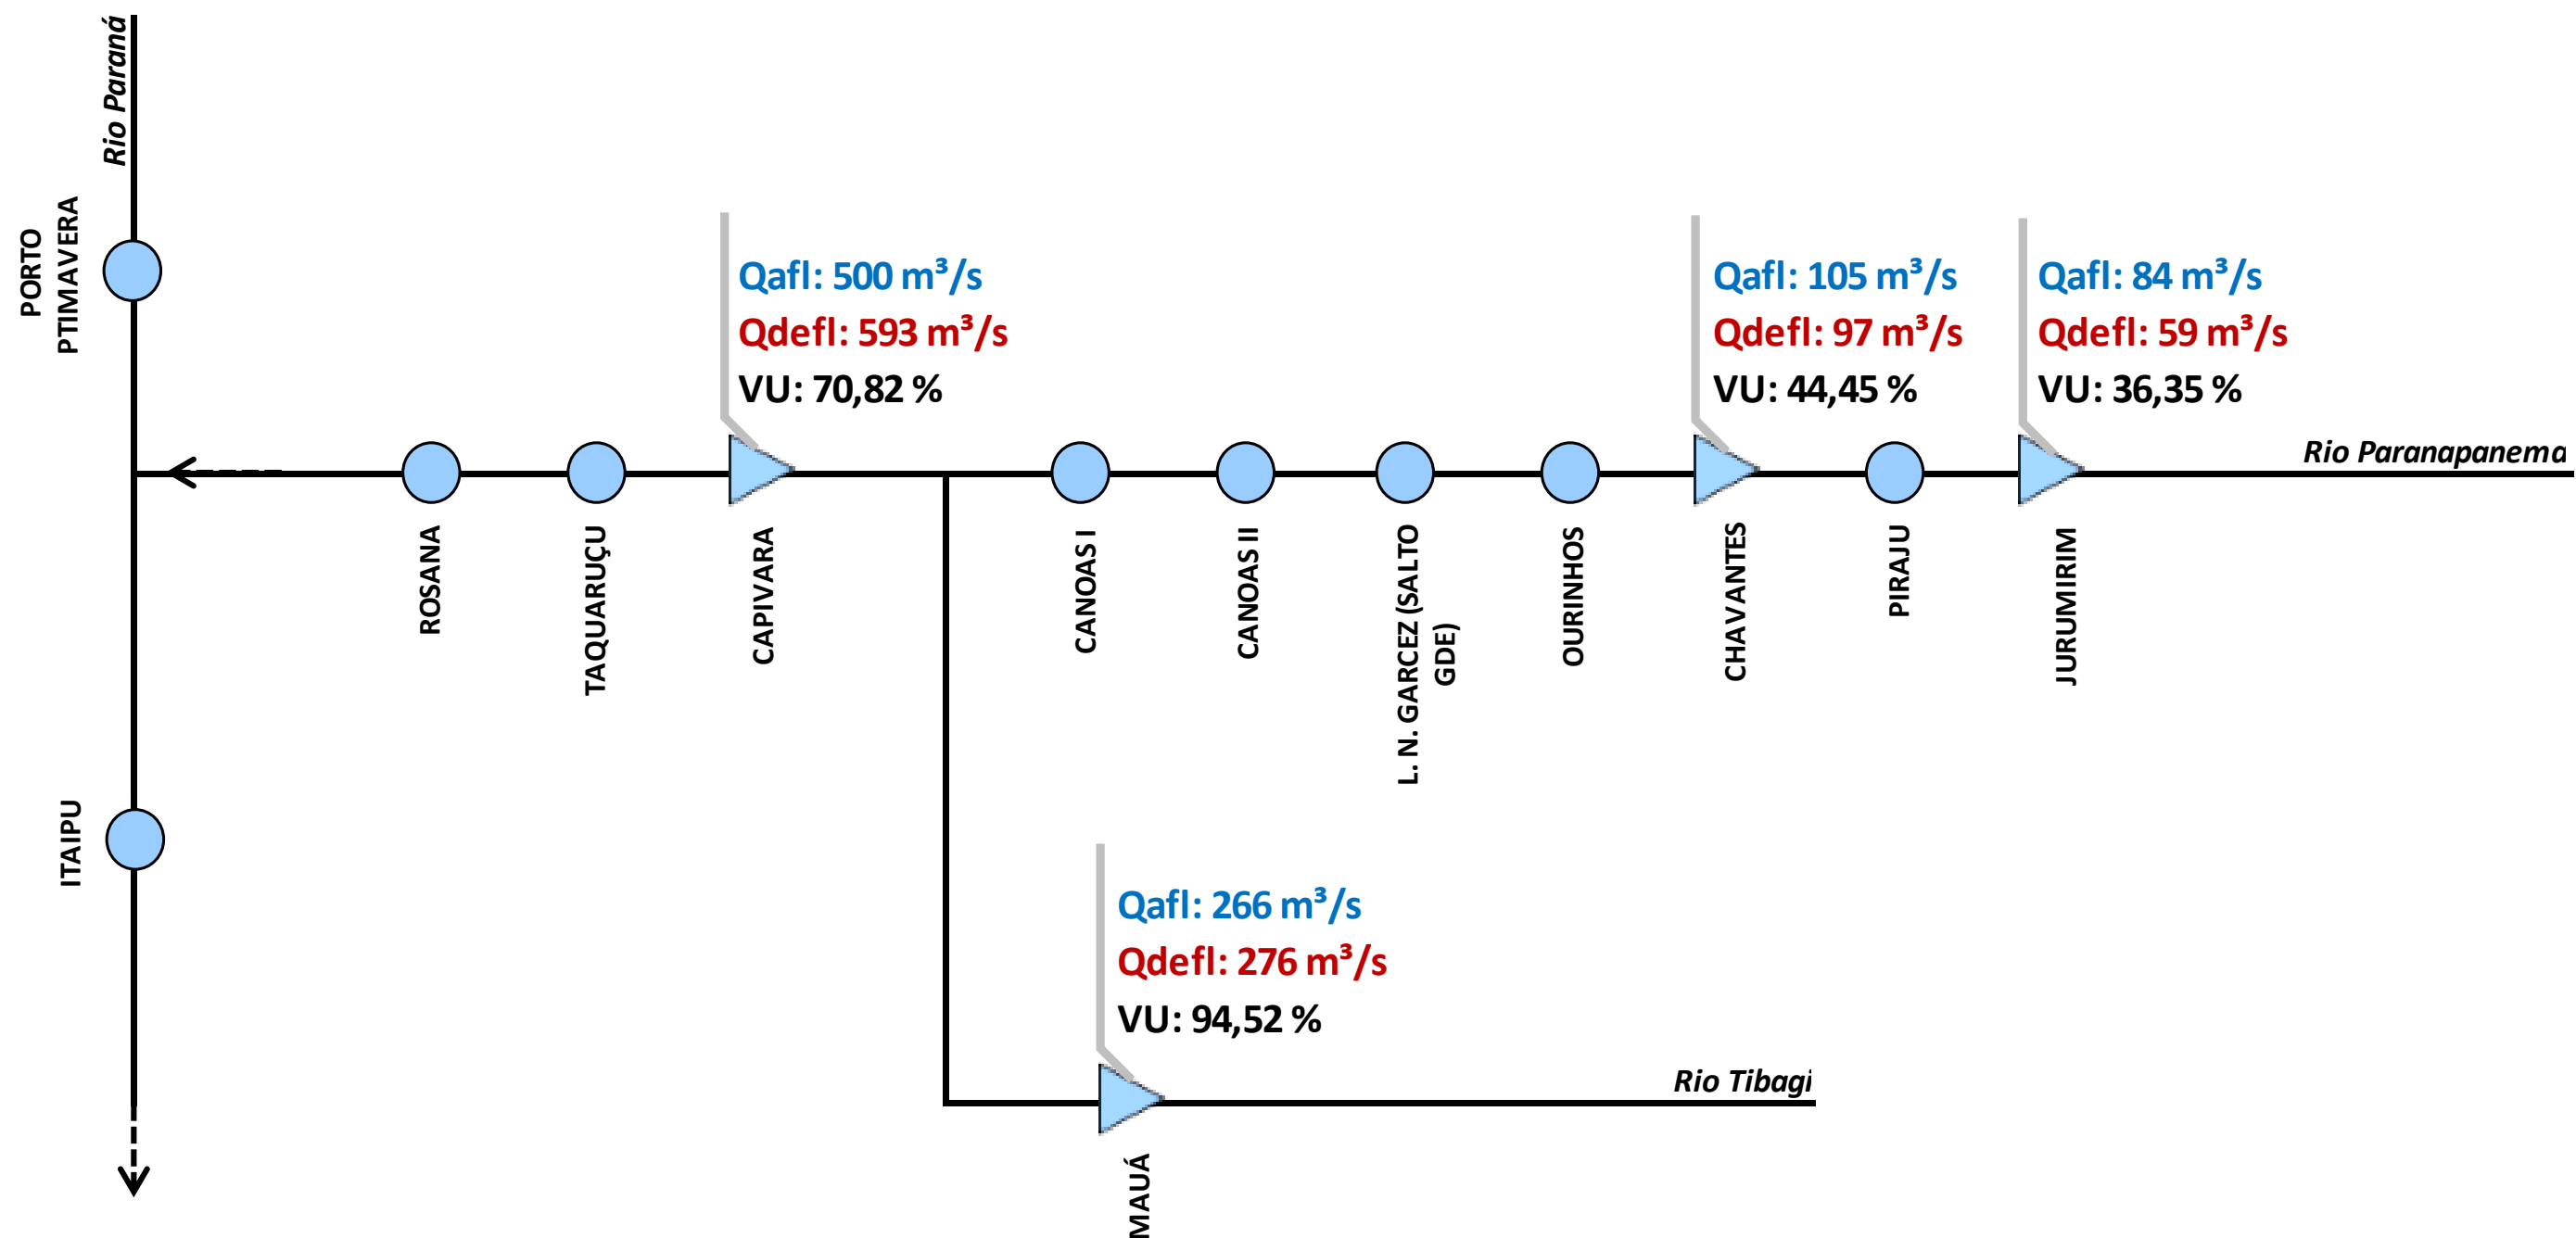 Rio Paraná
PORTO
PTIMAVERA
Qafl: 500 m³/s
Qdefl: 593 m³/s
VU: 70,82 %
Qafl: 105 m³/s
Qdefl: 97 m³/s
VU: 44,45 %
Qafl: 84 m³/s
Qdefl: 59 m³/s
VU: 36,35 %
Rio Paranapanema
ROSANA
TAQUARUÇU
CAPIVARA
CANOAS I
CANOAS II
L. N. GARCEZ (SALTO
GDE)
OURINHOS
CHAVANTES
PIRAJU
JURUMIRIM
ITAIPU
Qafl: 266 m³/s
Qdefl: 276 m³/s
VU: 94,52 %
Rio Tibagi
MAUÁ